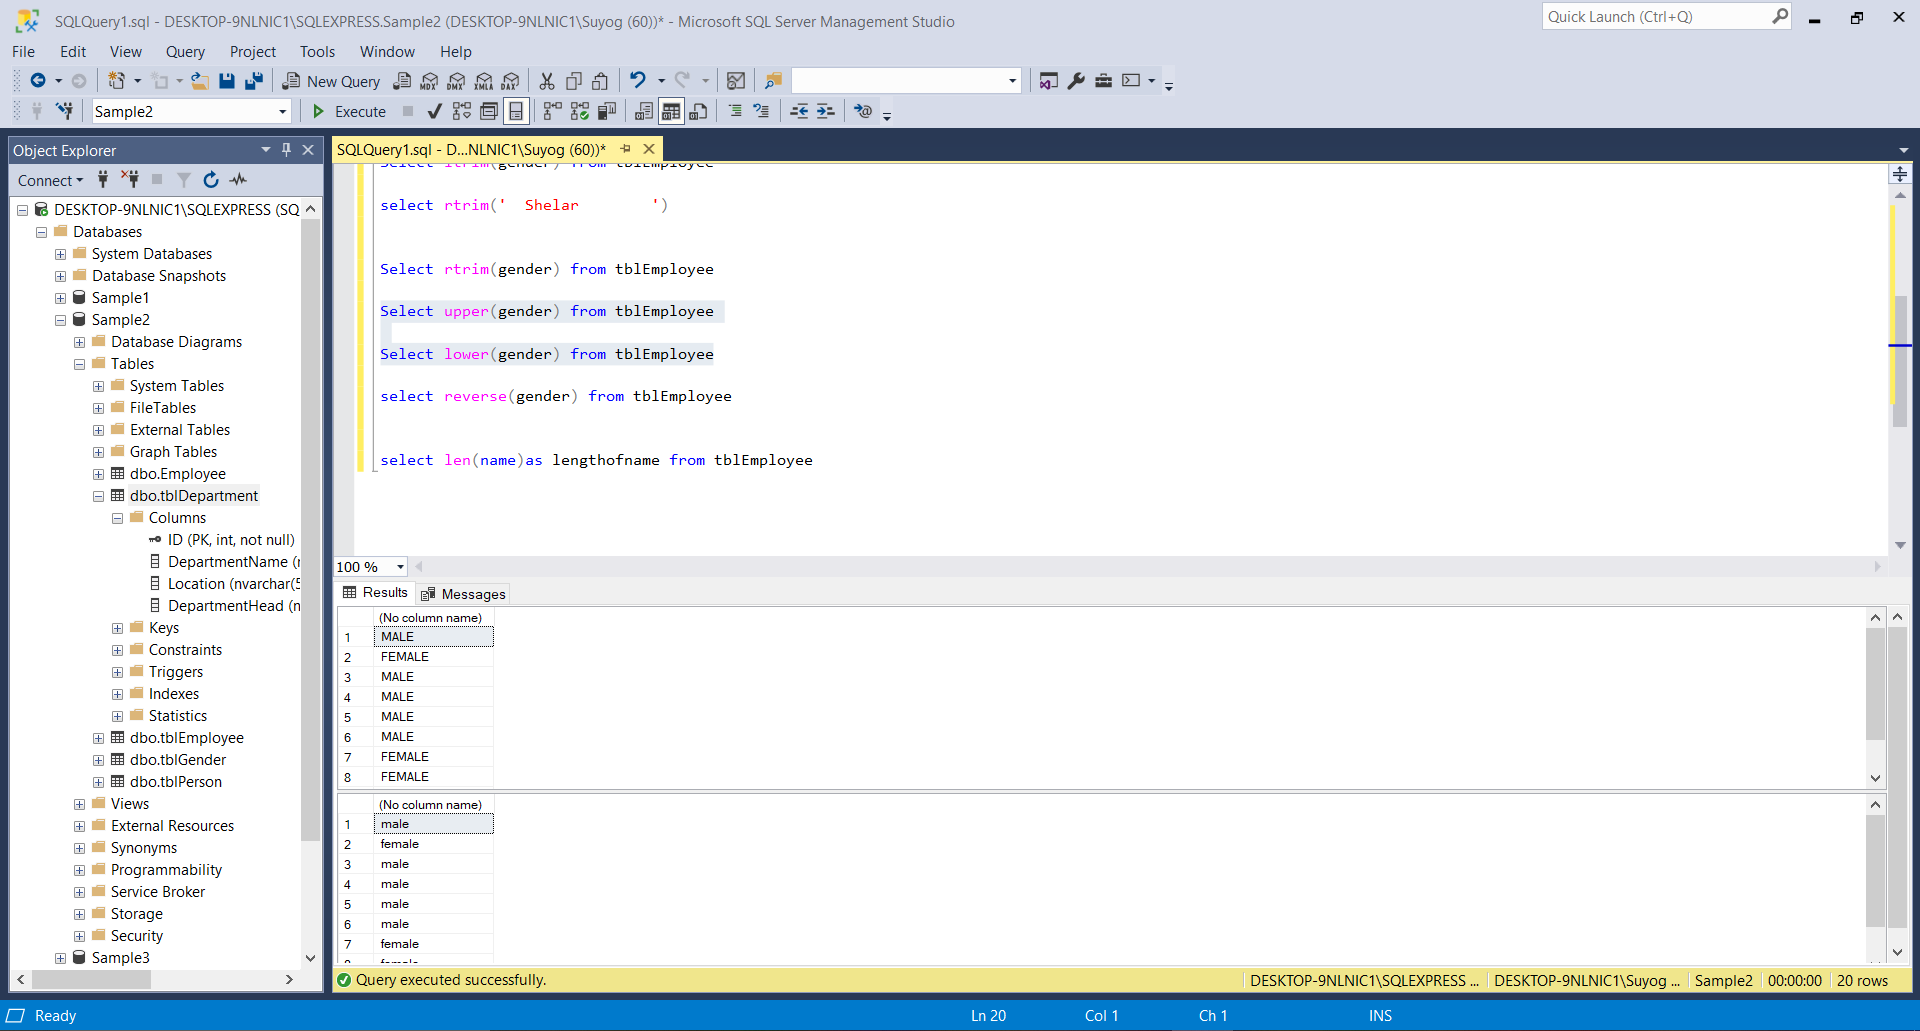 SQLQuery1.sql - DESKTOP-9NLNIC1\SQLEXPRESS.Sample2 (DESKTOP-9NLNIC1\Suyog (60))* - Microsoft SQL Server Management Studio
Quick Launch (Ctrl+Q)
File Edit View Query Project Tools Window Help
New Query MDX DMX XMLA DAX
Sample2 Execute
Object Explorer
Connect
DESKTOP-9NLNIC1\SQLEXPRESS (SQ
Databases
System Databases
Database Snapshots
Sample1
Sample2
Database Diagrams
Tables
System Tables
FileTables
External Tables
Graph Tables
dbo.Employee
dbo.tblDepartment
Columns
ID (PK, int, not null)
DepartmentName (n
Location (nvarchar(5
DepartmentHead (n
Keys
Constraints
Triggers
Indexes
Statistics
dbo.tblEmployee
dbo.tblGender
dbo.tblPerson
Views
External Resources
Synonyms
Programmability
Service Broker
Storage
Security
Sample3
SQLQuery1.sql - D...NLNIC1\Suyog (60))*
Select ltrim(gender) from tblEmployee
select rtrim('  Shelar        ')
Select rtrim(gender) from tblEmployee
Select upper(gender) from tblEmployee
Select lower(gender) from tblEmployee
select reverse(gender) from tblEmployee
select len(name)as lengthofname from tblEmployee
100 %
Results Messages
(No column name)
1 MALE
2 FEMALE
3 MALE
4 MALE
5 MALE
6 MALE
7 FEMALE
8 FEMALE
(No column name)
1 male
2 female
3 male
4 male
5 male
6 male
7 female
Query executed successfully.
DESKTOP-9NLNIC1\SQLEXPRESS ... DESKTOP-9NLNIC1\Suyog ... Sample2 00:00:00 20 rows
Ready Ln 20 Col 1 Ch 1 INS